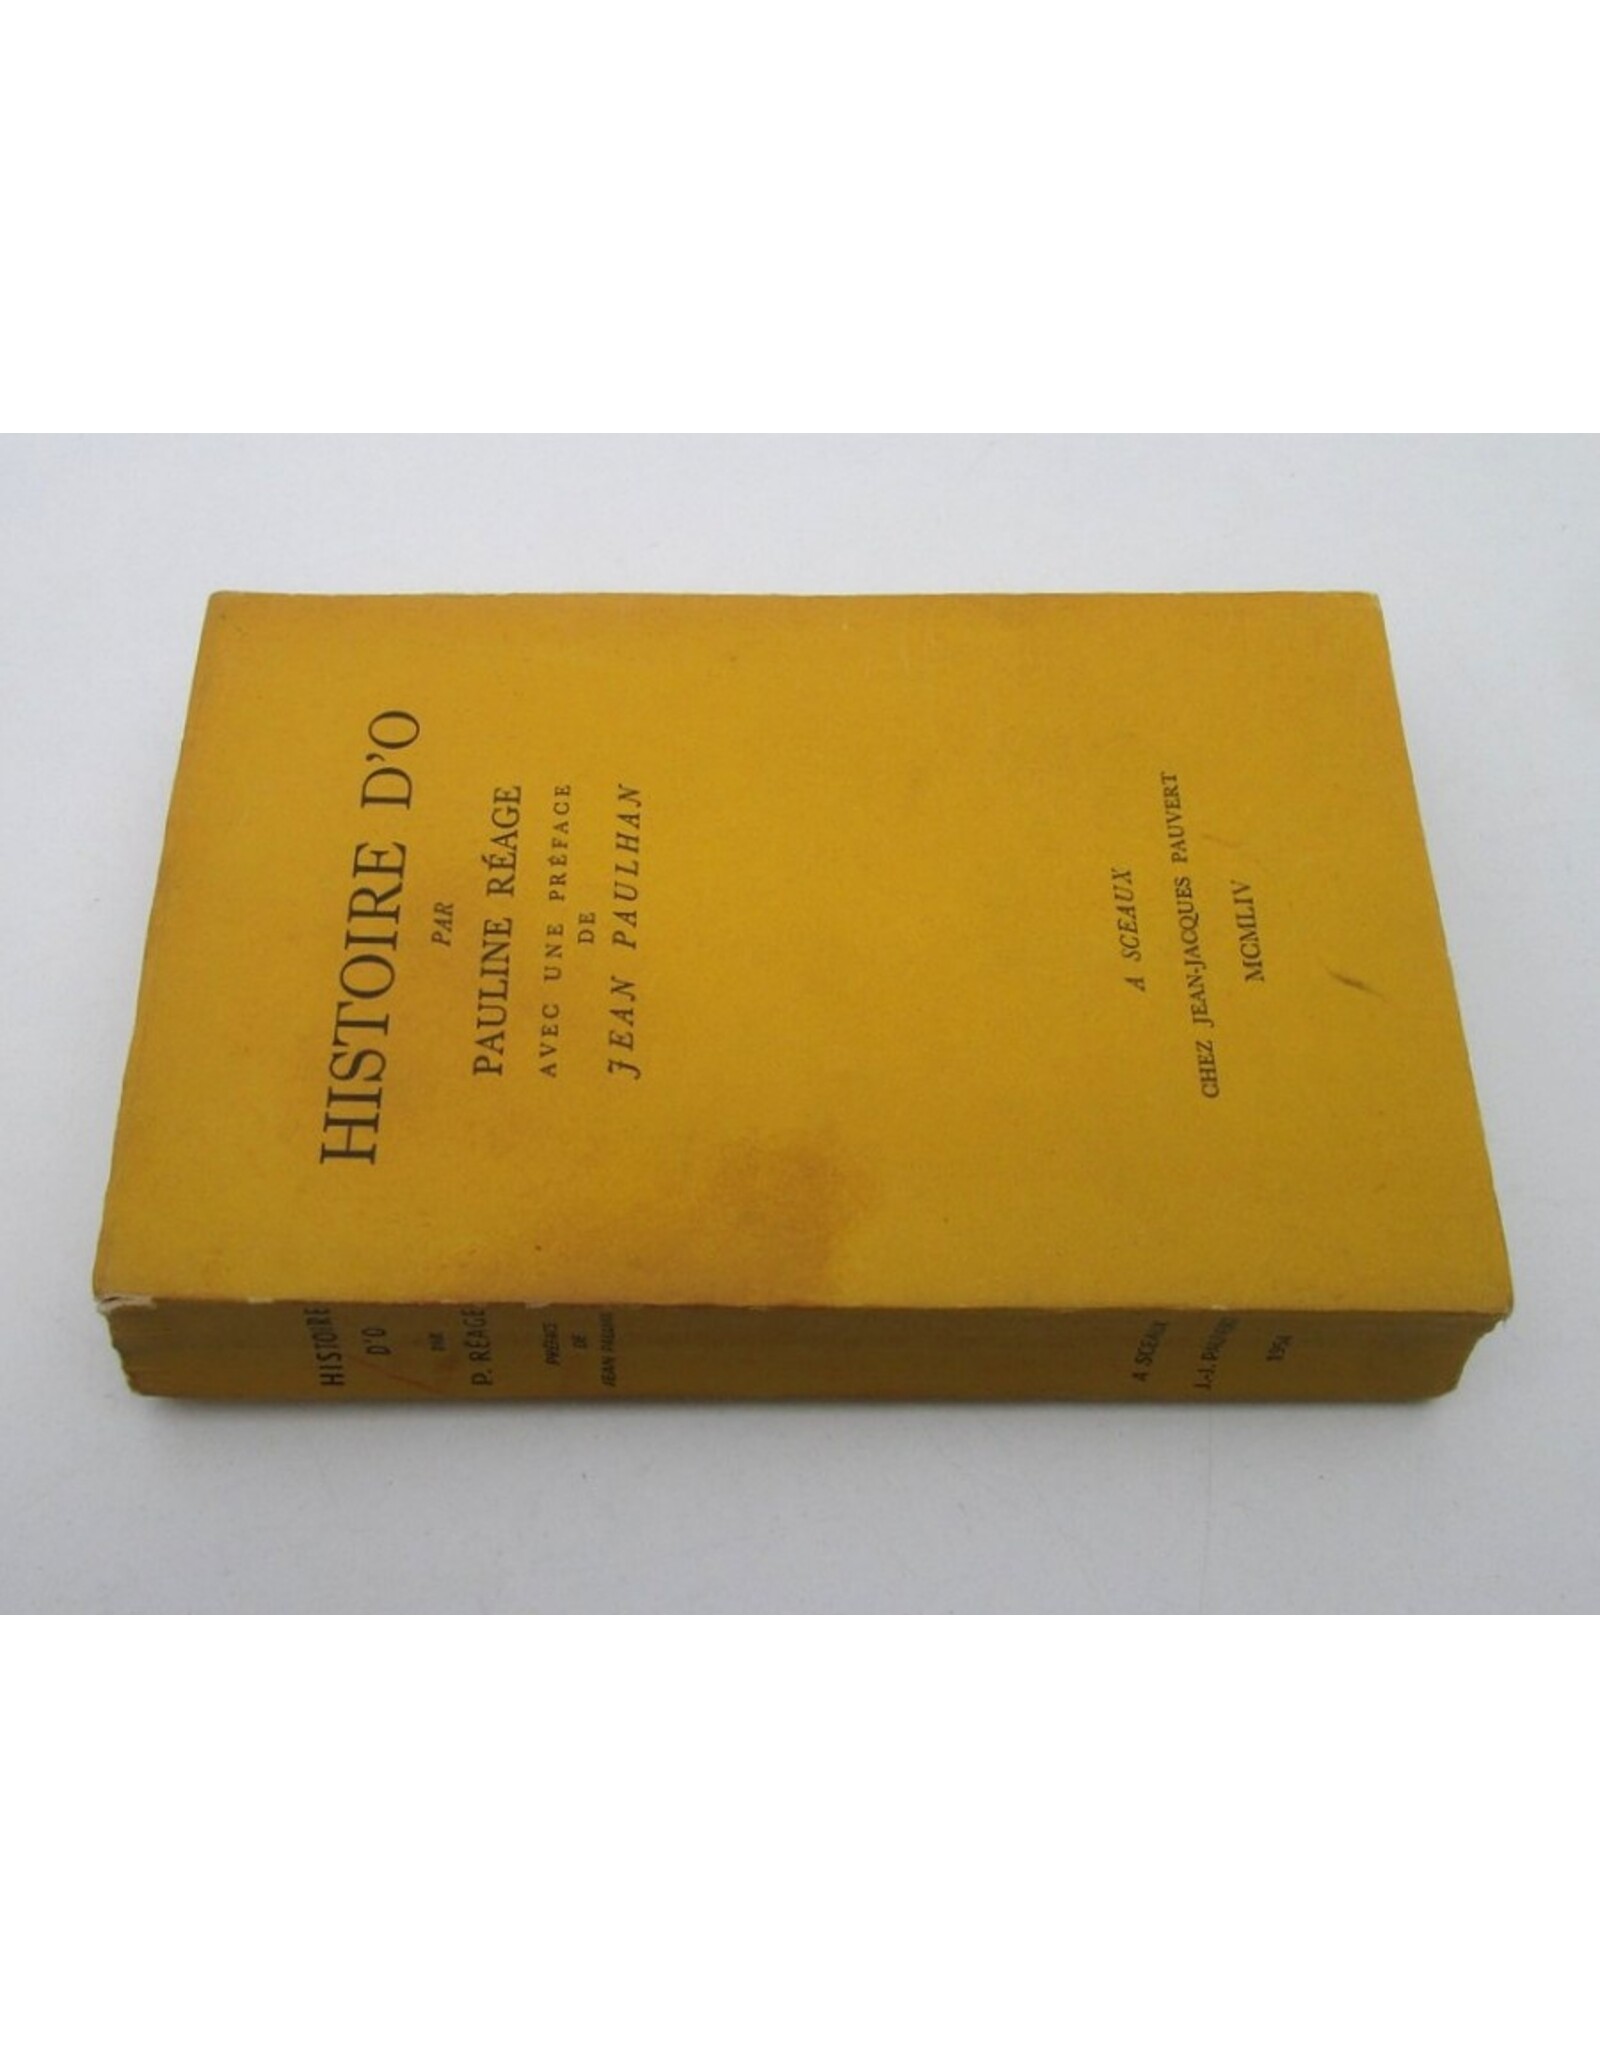 HISTOIRE D'O
PAR
PAULINE RÉAGE
AVEC UNE PRÉFACE
DE
JEAN PAULHAN
A SCEAUX
CHEZ JEAN-JACQUES PAUVERT
MCMLIV
HISTOIRE
D'O
PAR
P. RÉAGE
PRÉFACE
DE
JEAN PAULHAN
A SCEAUX
J.-J. PAUVERT
1954